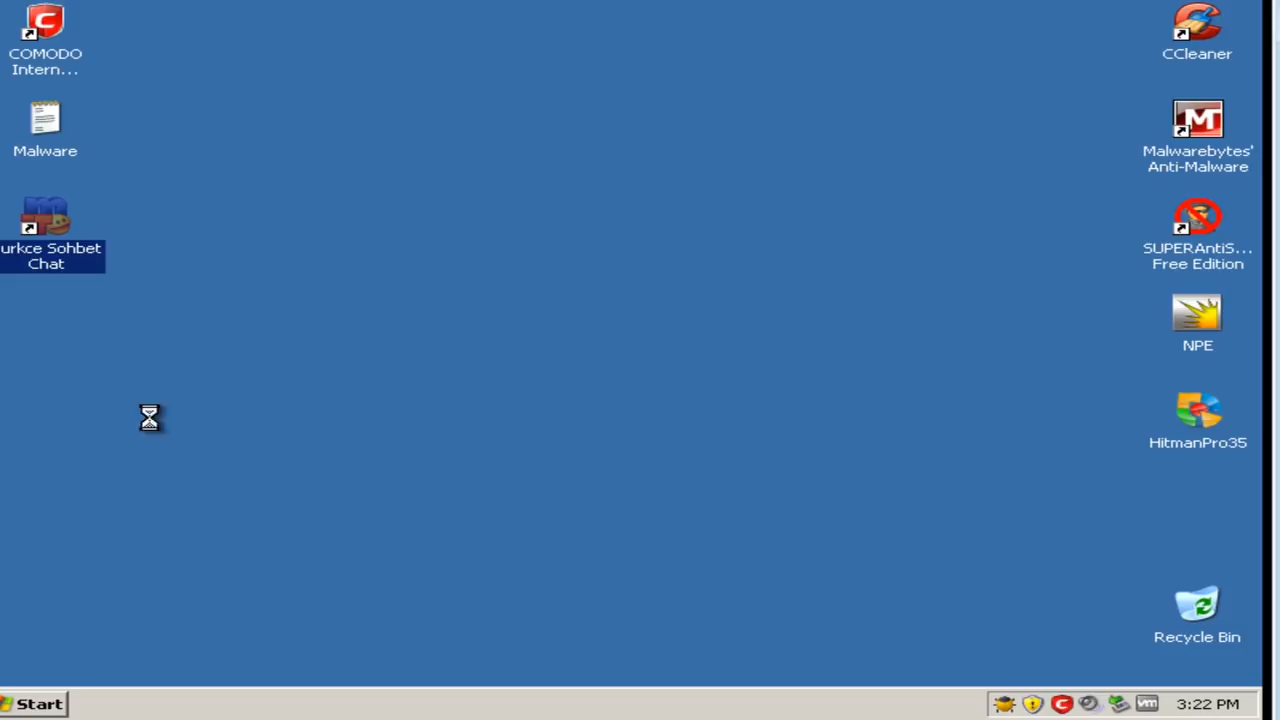 COMODO
Intern...
Malware
urkce Sohbet
Chat
CCleaner
Malwarebytes'
Anti-Malware
SUPERAntiS...
Free Edition
NPE
HitmanPro35
Recycle Bin
Start
3:22 PM